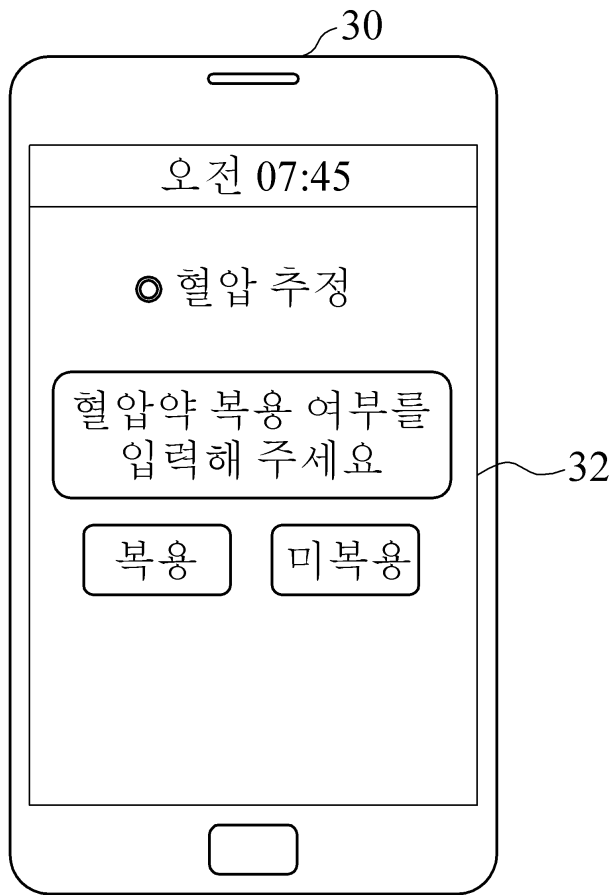 30
오전 07:45
혈압 추정
혈압약 복용 여부를
입력해 주세요
32
복용
미복용